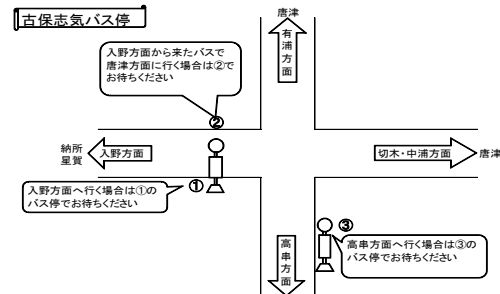 古保志気バス停
唐津
有浦方面
入野方面から来たバスで
唐津方面に行く場合は②で
お待ちください
②
納所
星賀
入野方面
切木・中浦方面
唐津
入野方面へ行く場合は①の
バス停でお待ちください
①
③
高串方面
高串方面へ行く場合は③の
バス停でお待ちください